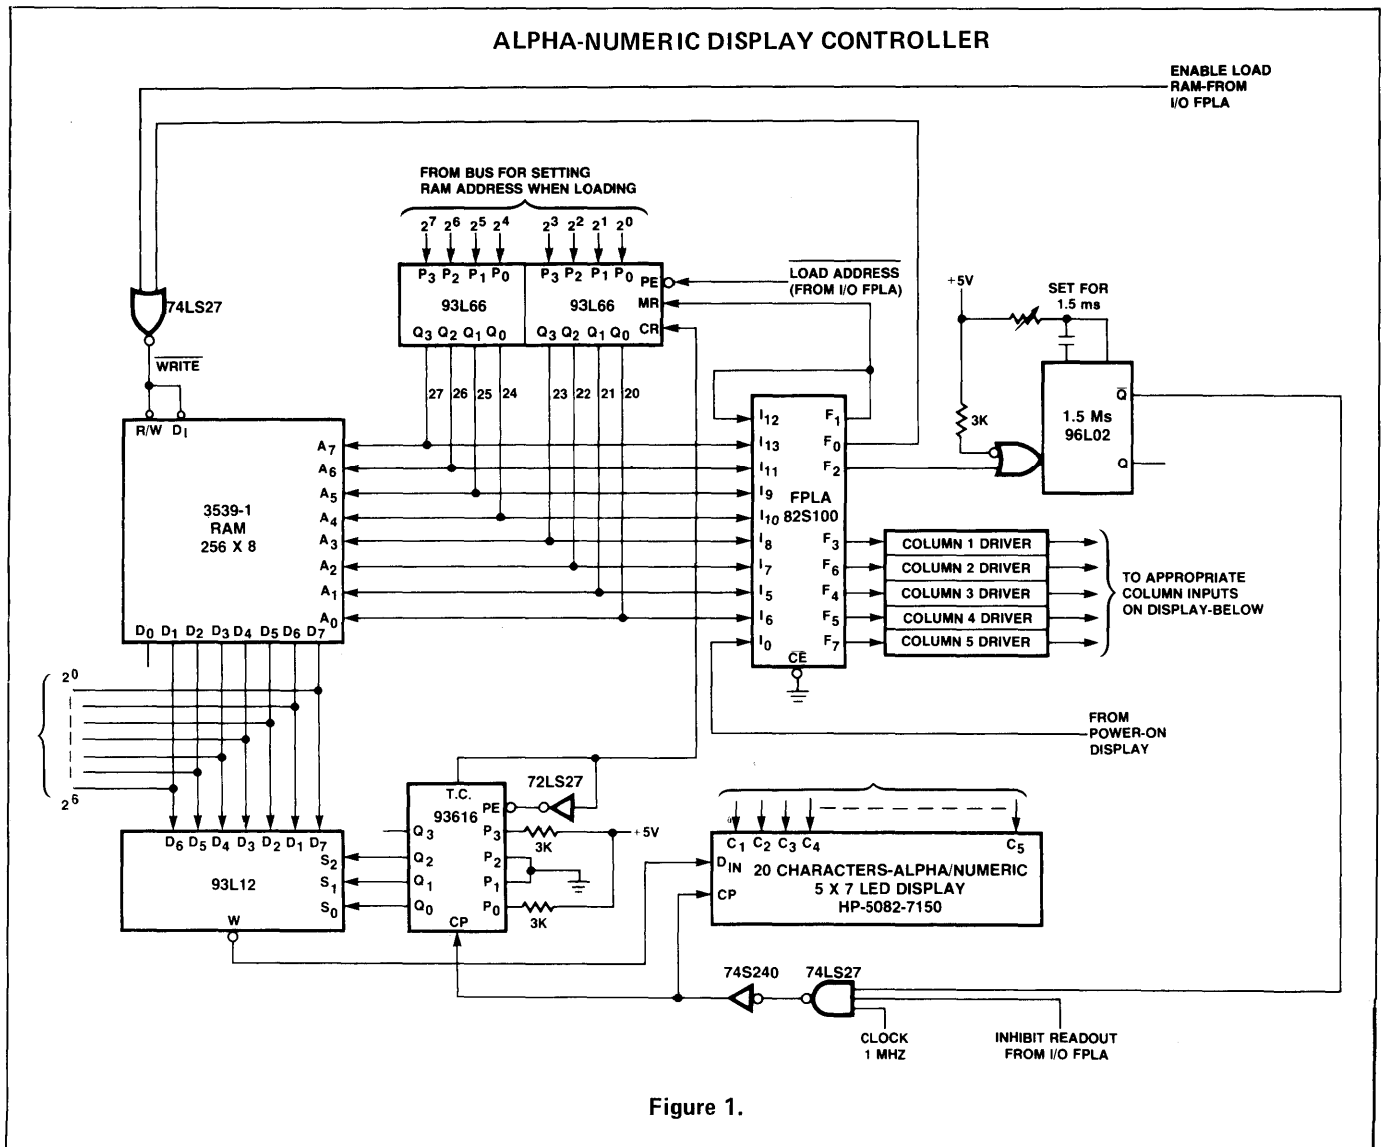 ALPHA-NUMERIC DISPLAY CONTROLLER
ENABLE LOAD
RAM-FROM
I/O FPLA
FROM BUS FOR SETTING
RAM ADDRESS WHEN LOADING
2^7 2^6 2^5 2^4 2^3 2^2 2^1 2^0
P3 P2 P1 P0 P3 P2 P1 P0
PE
MR
CR
93L66 93L66
Q3 Q2 Q1 Q0 Q3 Q2 Q1 Q0
LOAD ADDRESS
(FROM I/O FPLA)
74LS27
WRITE
27 26 25 24 23 22 21 20
+5V
SET FOR
1.5 ms
3K
1.5 Ms
96L02
Q
Q
R/W DI
3539-1
RAM
256 X 8
A7
A6
A5
A4
A3
A2
A1
A0
D0 D1 D2 D3 D4 D5 D6 D7
I12
I13
I11
I9
I10
I8
I7
I5
I6
I0
FPLA
82S100
CE
F1
F0
F2
F3
F6
F4
F5
F7
COLUMN 1 DRIVER
COLUMN 2 DRIVER
COLUMN 3 DRIVER
COLUMN 4 DRIVER
COLUMN 5 DRIVER
TO APPROPRIATE
COLUMN INPUTS
ON DISPLAY-BELOW
FROM
POWER-ON
DISPLAY
2^0
2^6
D6 D5 D4 D3 D2 D1 D7
S2
S1
S0
93L12
W
T.C.
93616
PE
Q3
Q2
Q1
Q0
P3
P2
P1
P0
CP
72LS27
3K
+5V
3K
C1 C2 C3 C4 C5
DIN
CP
20 CHARACTERS-ALPHA/NUMERIC
5 X 7 LED DISPLAY
HP-5082-7150
74S240
74LS27
CLOCK
1 MHZ
INHIBIT READOUT
FROM I/O FPLA
Figure 1.